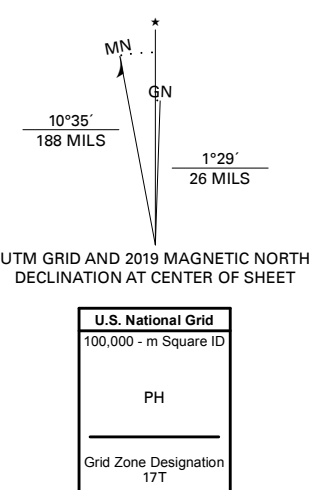 ★
MN
GN
10°35´
188 MILS
1°29´
26 MILS
UTM GRID AND 2019 MAGNETIC NORTH
DECLINATION AT CENTER OF SHEET
U.S. National Grid
100,000 - m Square ID
PH
Grid Zone Designation
17T